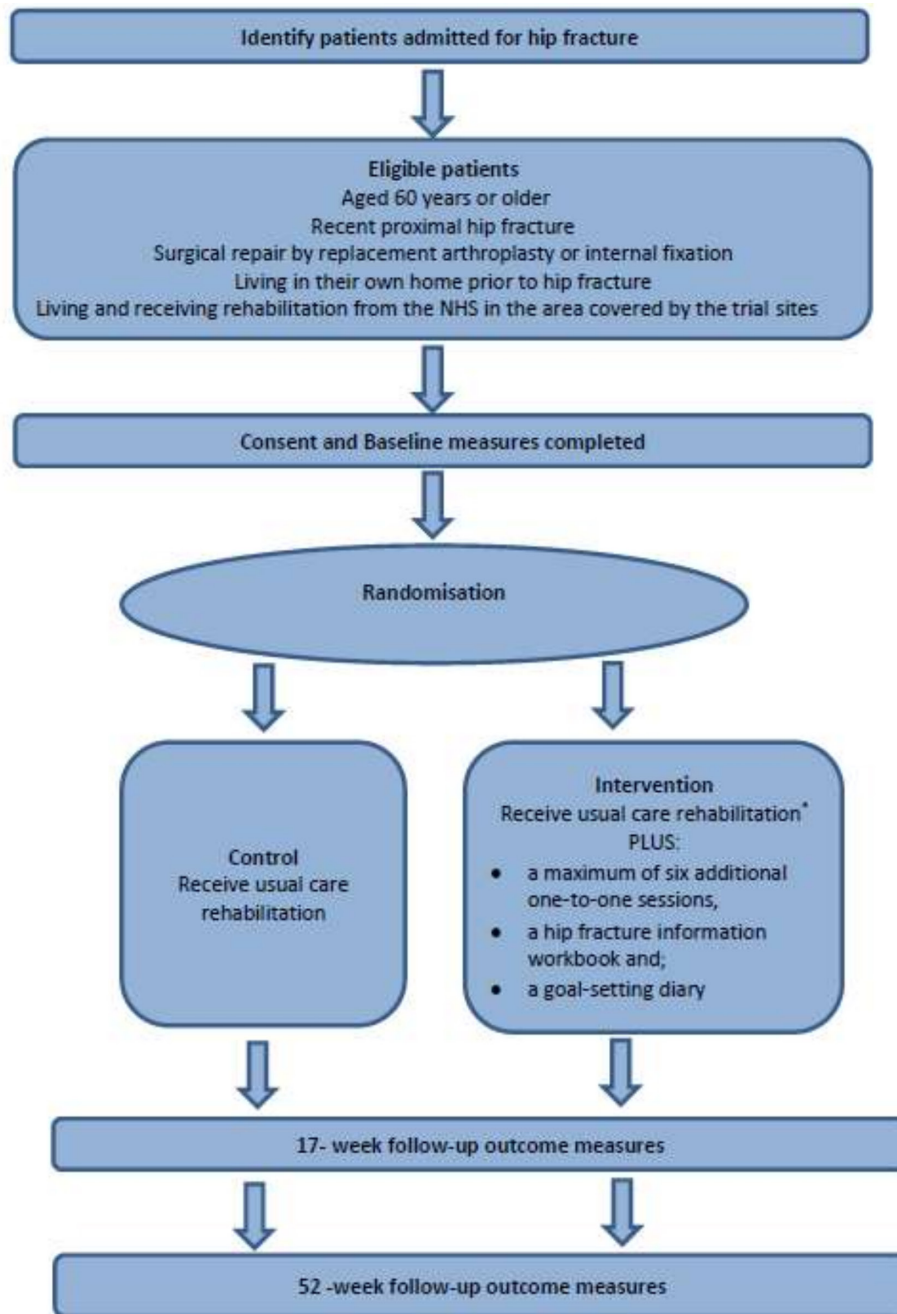 Identify patients admitted for hip fracture
Eligible patients
Aged 60 years or older
Recent proximal hip fracture
Surgical repair by replacement arthroplasty or internal fixation
Living in their own home prior to hip fracture
Living and receiving rehabilitation from the NHS in the area covered by the trial sites
Consent and Baseline measures completed
Randomisation
Control
Receive usual care
rehabilitation
Intervention
Receive usual care rehabilitation*
PLUS:
• a maximum of six additional
one-to-one sessions,
• a hip fracture information
workbook and;
• a goal-setting diary
17- week follow-up outcome measures
52 -week follow-up outcome measures